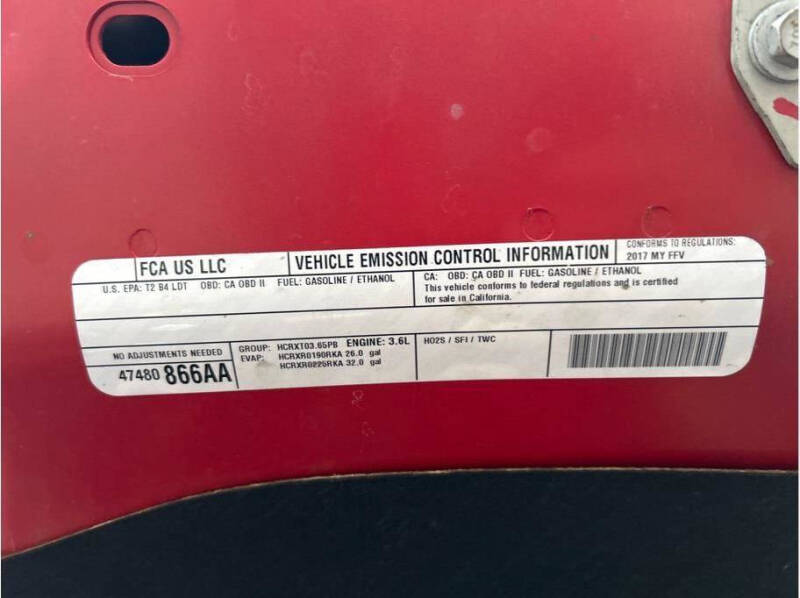 FCA US LLC
VEHICLE EMISSION CONTROL INFORMATION
CONFORMS TO REGULATIONS:
2017 MY FFV
U.S. EPA: T2 B4 LDT OBD: CA OBD II FUEL: GASOLINE / ETHANOL
CA: OBD: CA OBD II FUEL: GASOLINE / ETHANOL
This vehicle conforms to federal regulations and is certified
for sale in California.
NO ADJUSTMENTS NEEDED
47480 866AA
GROUP: HCRXT03.65PB ENGINE: 3.6L
EVAP: HCRXR0190RKA 26.0 gal
HCRXR0225RKA 32.0 gal
HO2S / SFI / TWC